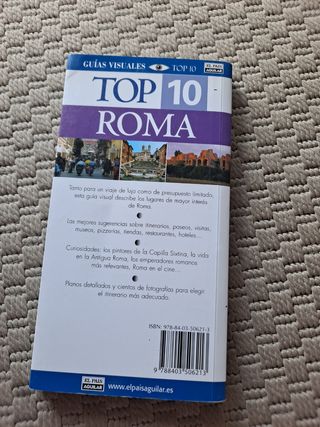 GUÍAS VISUALES TOP 10
EL PAIS
AGUILAR
TOP 10
ROMA
Tanto para un viaje de lujo como de presupuesto limitado,
esta guía visual describe los lugares de mayor interés
de Roma.
Las mejores sugerencias sobre itinerarios, paseos, visitas,
museos, pizzerías, tiendas, restaurantes, hoteles...
Curiosidades: los pintores de la Capilla Sixtina, la vida
en la Antigua Roma, los emperadores romanos
más relevantes, Roma en el cine...
Planos detallados y cientos de fotografías para elegir
el itinerario más adecuado.
ISBN: 978-84-03-50621-3
9 788403 506213
EL PAIS
AGUILAR
www.elpaisaguilar.es